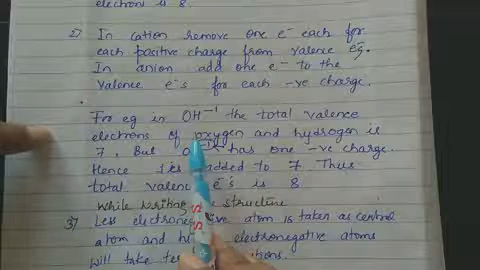 electron is 8.
2) In cation remove one e⁻ each for
each positive charge from valence e⁻s.
In anion add one e⁻ to the
valence e⁻s for each -ve charge.
For eg in OH⁻¹ the total valence
electrons of oxygen and hydrogen is
7. But has one -ve charge.
Hence 1 e⁻ is added to 7 Thus
total valence e⁻s is 8
While writing the structure
3) Less electronegative atom is taken as central
atom and electronegative atoms
will take